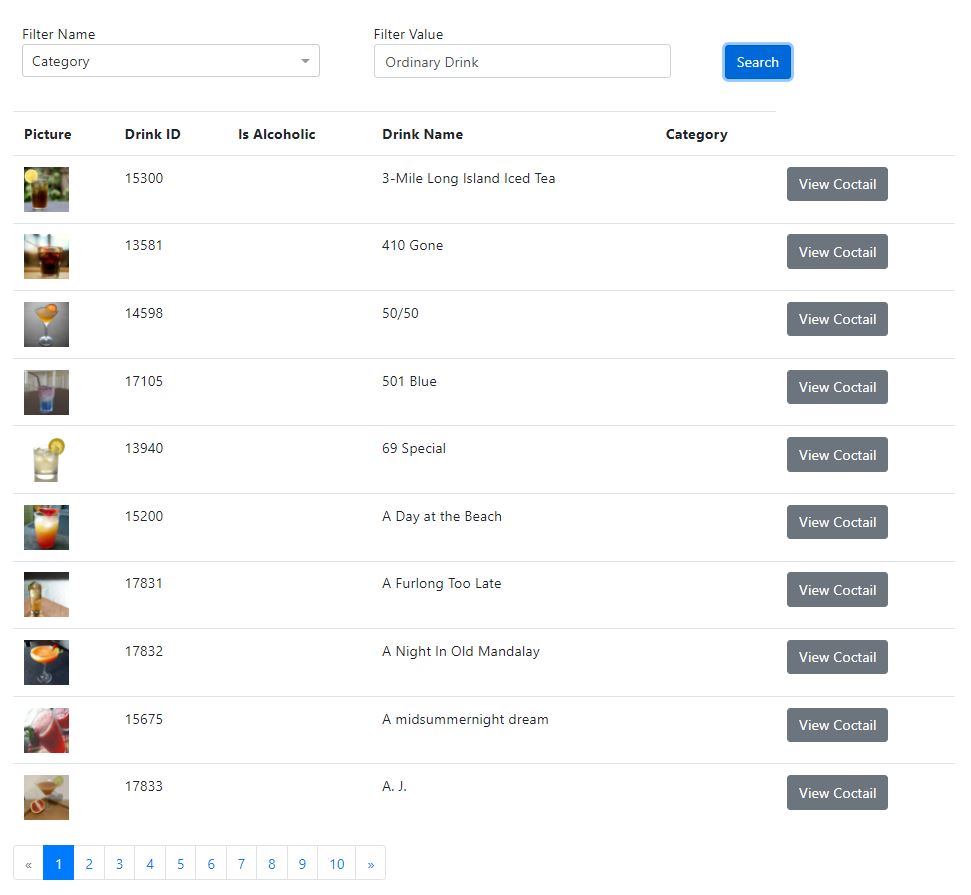 Filter Name Filter Value
Category Ordinary Drink Search
Picture Drink ID Is Alcoholic Drink Name Category
15300 3-Mile Long Island Iced Tea View Coctail
13581 410 Gone View Coctail
14598 50/50 View Coctail
17105 501 Blue View Coctail
13940 69 Special View Coctail
15200 A Day at the Beach View Coctail
17831 A Furlong Too Late View Coctail
17832 A Night In Old Mandalay View Coctail
15675 A midsummernight dream View Coctail
17833 A. J. View Coctail
« 1 2 3 4 5 6 7 8 9 10 »